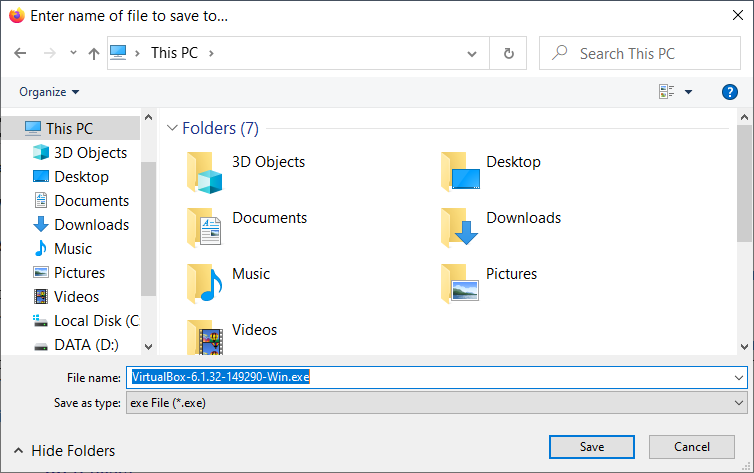 Enter name of file to save to...
This PC
Search This PC
Organize
This PC
3D Objects
Desktop
Documents
Downloads
Music
Pictures
Videos
Local Disk (C
DATA (D:)
Folders (7)
3D Objects
Desktop
Documents
Downloads
Music
Pictures
Videos
File name: VirtualBox-6.1.32-149290-Win.exe
Save as type: exe File (*.exe)
Hide Folders
Save
Cancel